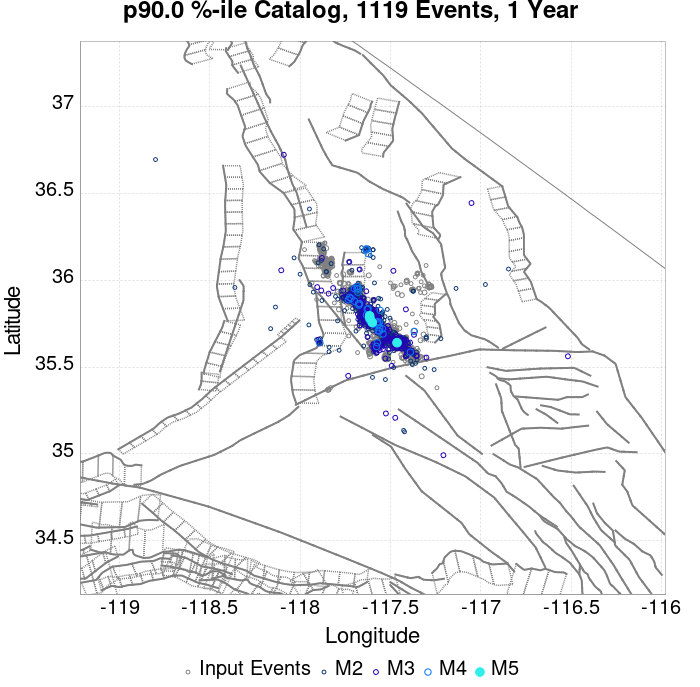 p90.0 %-ile Catalog, 1119 Events, 1 Year
37
36.5
36
35.5
35
34.5
Latitude
-119 -118.5 -118 -117.5 -117 -116.5 -116
Longitude
Input Events M2 M3 M4 M5